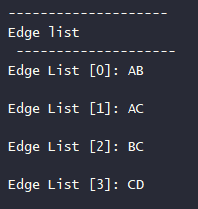 --------------------
Edge list
--------------------
Edge List [0]: AB
Edge List [1]: AC
Edge List [2]: BC
Edge List [3]: CD